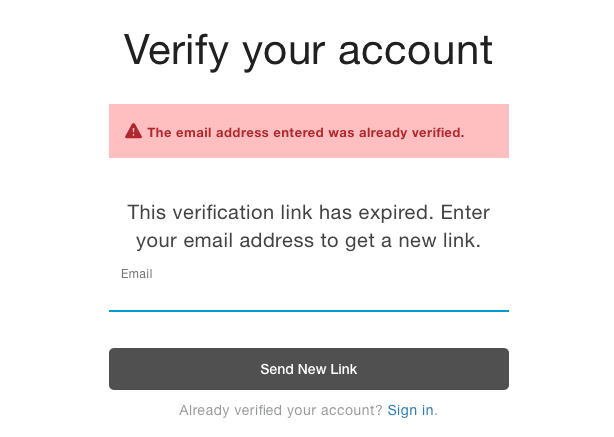 Verify your account
The email address entered was already verified.
This verification link has expired. Enter
your email address to get a new link.
Email
Send New Link
Already verified your account? Sign in.